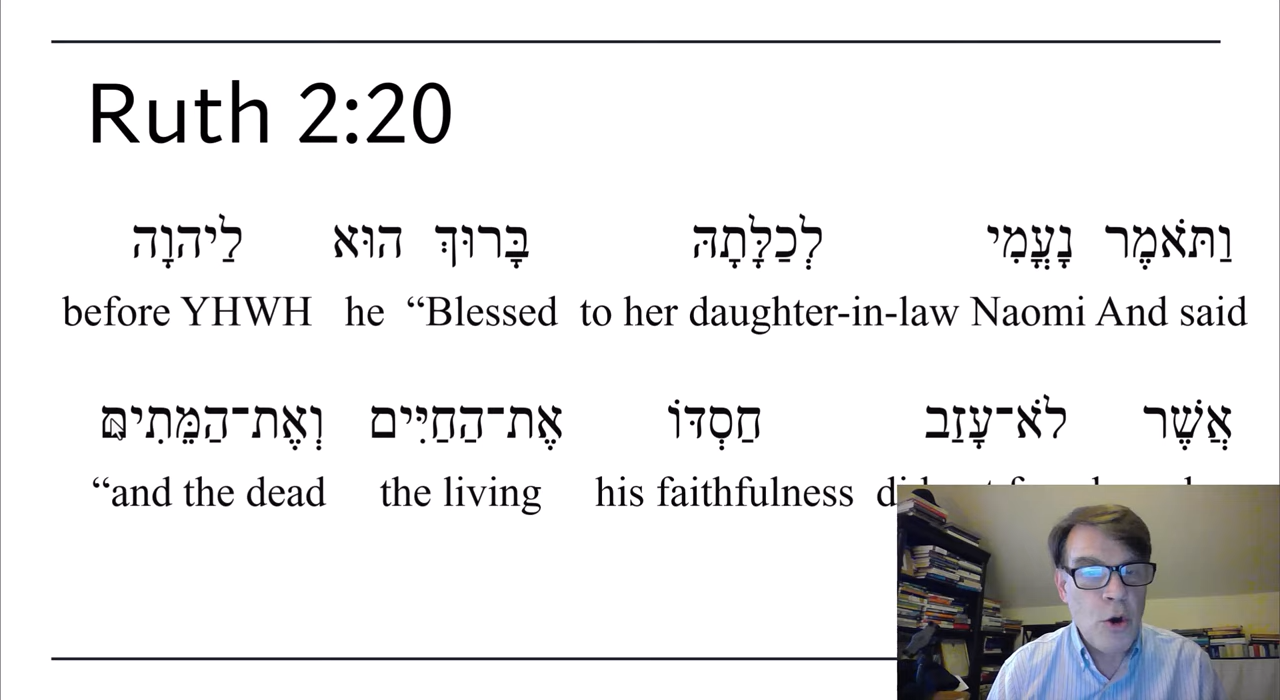 Ruth 2:20
וַתֹּאמֶר נָעֳמִי לְכַלָּתָהּ בָּרוּךְ הוּא לַיהוָה
before YHWH he “Blessed to her daughter-in-law Naomi And said
אֲשֶׁר לֹא־עָזַב חַסְדּוֹ אֶת־הַחַיִּים וְאֶת־הַמֵּתִים
“and the dead the living his faithfulness